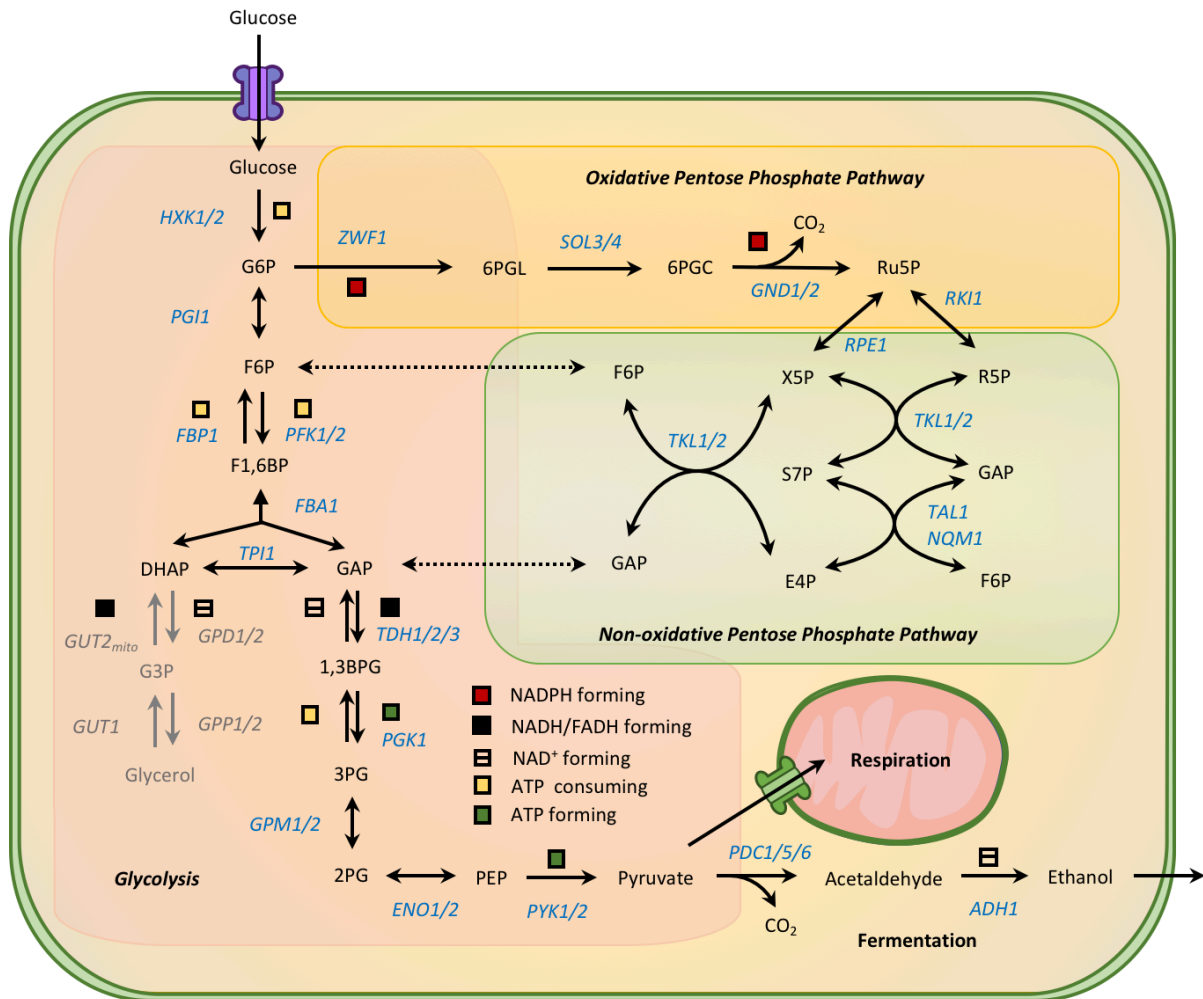 Glucose
Glucose
Oxidative Pentose Phosphate Pathway
HXK1/2
ZWF1
SOL3/4
CO2
G6P
6PGL
6PGC
Ru5P
GND1/2
RKI1
PGI1
RPE1
F6P
F6P
X5P
R5P
FBP1
PFK1/2
TKL1/2
TKL1/2
F1,6BP
S7P
GAP
FBA1
TAL1
NQM1
TPI1
DHAP
GAP
GAP
E4P
F6P
GUT2mito
GPD1/2
TDH1/2/3
Non-oxidative Pentose Phosphate Pathway
G3P
1,3BPG
NADPH forming
GUT1
GPP1/2
PGK1
NADH/FADH forming
NAD+ forming
Respiration
Glycerol
3PG
ATP consuming
ATP forming
GPM1/2
PDC1/5/6
Glycolysis
2PG
PEP
Pyruvate
Acetaldehyde
Ethanol
ENO1/2
PYK1/2
ADH1
CO2
Fermentation